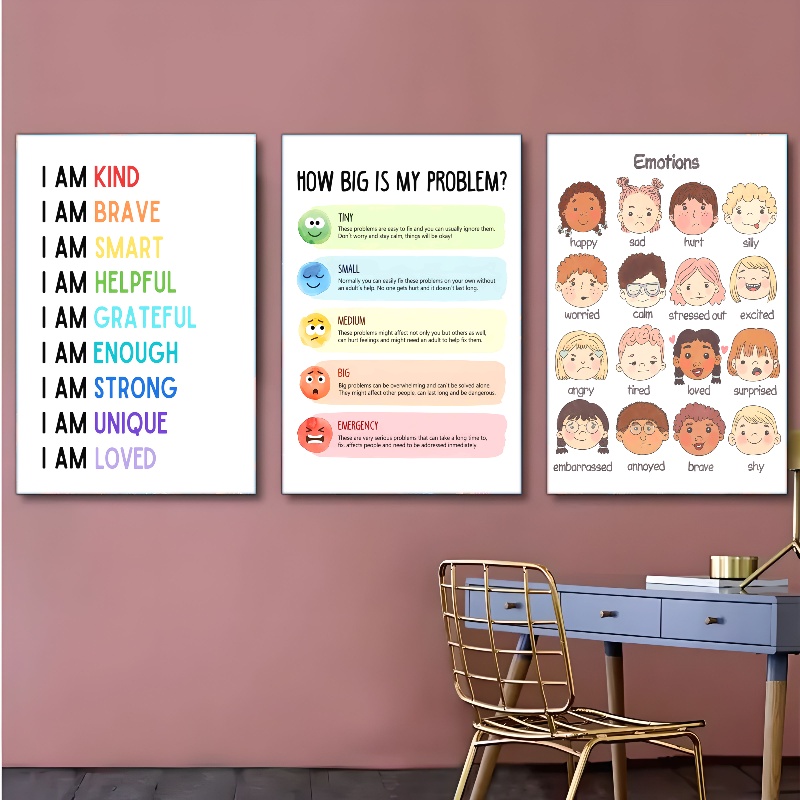 I AM KIND
I AM BRAVE
I AM SMART
I AM HELPFUL
I AM GRATEFUL
I AM ENOUGH
I AM STRONG
I AM UNIQUE
I AM LOVED
HOW BIG IS MY PROBLEM?
TINY
These problems are easy to fix and you can usually ignore them.
Don't worry and stay calm, things will be okay!
SMALL
Normally you can easily fix these problems on your own without
an adult's help. No one gets hurt and it doesn't last long.
MEDIUM
These problems might affect not only you but others as well,
can hurt feelings and might need an adult to help fix them.
BIG
Big problems can be overwhelming and can't be solved alone.
They might affect other people, can last long and be dangerous.
EMERGENCY
These are very serious problems that can take a long time to,
fix, affects people and need to be addressed inmediately.
Emotions
happy sad hurt silly
worried calm stressed out excited
angry tired loved surprised
embarrassed annoyed brave shy